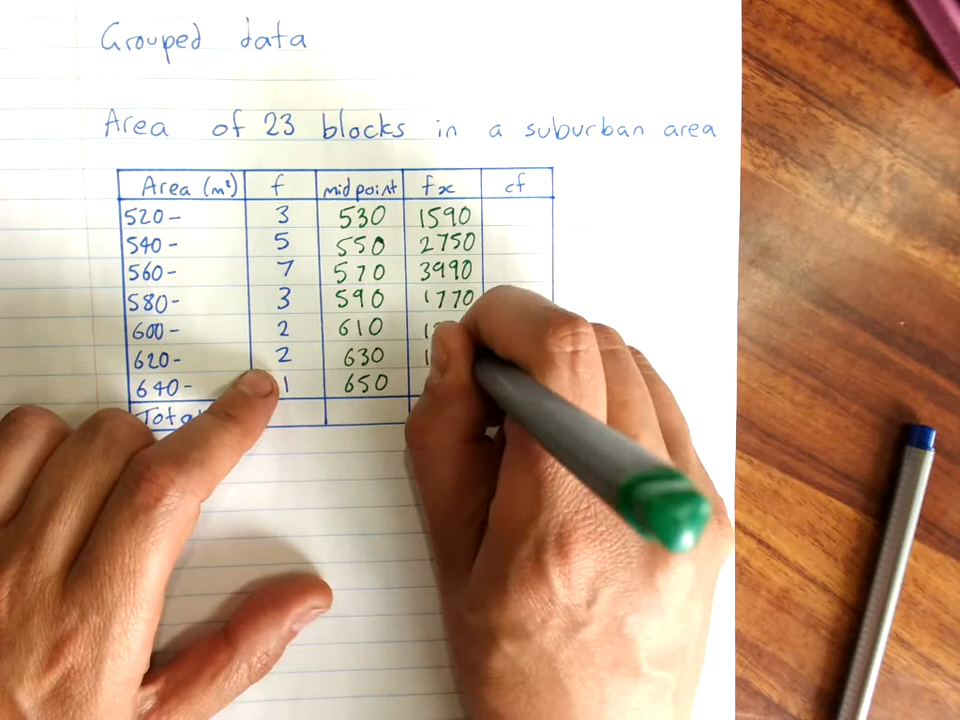 Grouped data
Area of 23 blocks in a suburban area
Area (m²) f midpoint fx cf
520- 3 530 1590
540- 5 550 2750
560- 7 570 3990
580- 3 590 1770
600- 2 610
620- 2 630
640- 1 650